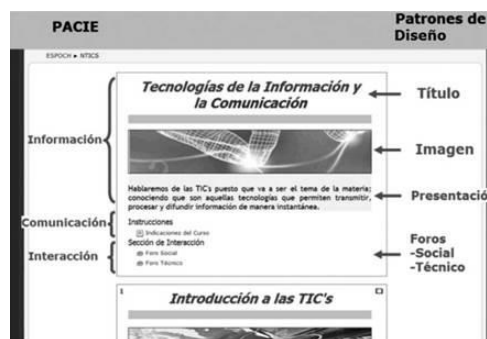 PACIE
Patrones de
Diseño
ESPOCH ▸ NTICS
Tecnologías de la Información y
la Comunicación
Título
Información
Imagen
Hablaremos de las TIC's puesto que va a ser el tema de la materia;
conociendo que son aquellas tecnologías que permiten transmitir,
procesar y difundir información de manera instantánea.
Presentació
Comunicación
Instrucciones
Indicaciones del Curso
Interacción
Sección de Interacción
Foro Social
Foro Técnico
Foros
-Social
-Técnico
1
Introducción a las TIC's